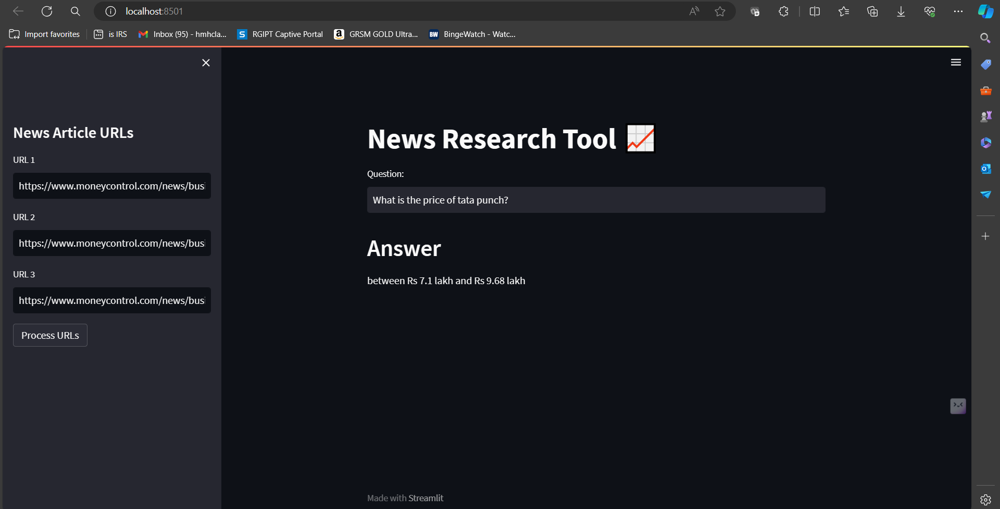 localhost:8501
Import favorites
is IRS
Inbox (95) - hmhcla...
S
RGIPT Captive Portal
a
GRSM GOLD Ultra...
BW
BingeWatch - Watc...
News Article URLs
URL 1
https://www.moneycontrol.com/news/busi
URL 2
https://www.moneycontrol.com/news/busi
URL 3
https://www.moneycontrol.com/news/busi
Process URLs
News Research Tool
Question:
What is the price of tata punch?
Answer
between Rs 7.1 lakh and Rs 9.68 lakh
Made with Streamlit